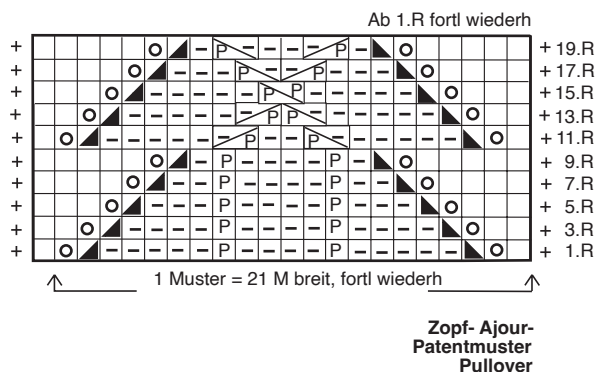 Ab 1.R fortl wiederh
+ O P P O + 19.R
+ O P P O + 17.R
+ O P P O + 15.R
+ O P P O + 13.R
+ O P P O + 11.R
+ O P P O + 9.R
+ O P P O + 7.R
+ O P P O + 5.R
+ O P P O + 3.R
+ O P P O + 1.R
1 Muster = 21 M breit, fortl wiederh
Zopf- Ajour-
Patentmuster
Pullover